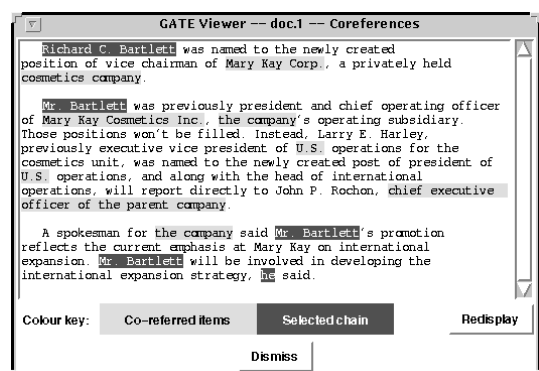 GATE Viewer -- doc.1 -- Coreferences
Richard C. Bartlett was named to the newly created
position of vice chairman of Mary Kay Corp., a privately held
cosmetics company.
Mr. Bartlett was previously president and chief operating officer
of Mary Kay Cosmetics Inc., the company's operating subsidiary.
Those positions won't be filled. Instead, Larry E. Harley,
previously executive vice president of U.S. operations for the
cosmetics unit, was named to the newly created post of president of
U.S. operations, and along with the head of international
operations, will report directly to John P. Rochon, chief executive
officer of the parent company.
A spokesman for the company said Mr. Bartlett's promotion
reflects the current emphasis at Mary Kay on international
expansion. Mr. Bartlett will be involved in developing the
international expansion strategy, he said.
Colour key: Co-referred items Selected chain Redisplay
Dismiss